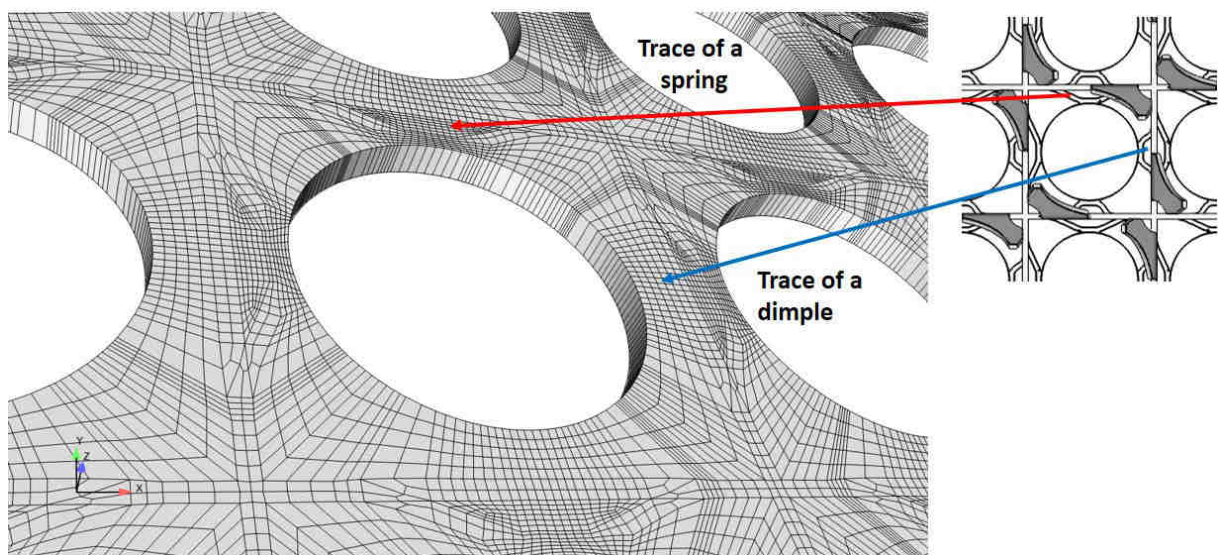 Trace of a
spring
Trace of a
dimple
Y
Z
X